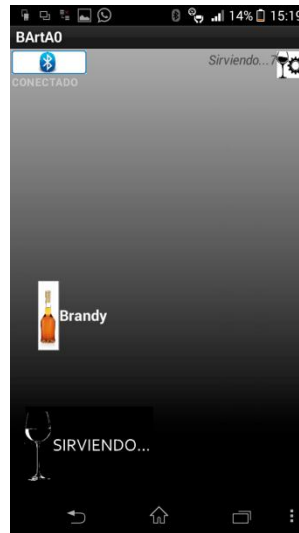 14% 15:19
BArtA0
Sirviendo...7
CONECTADO
Brandy
SIRVIENDO...